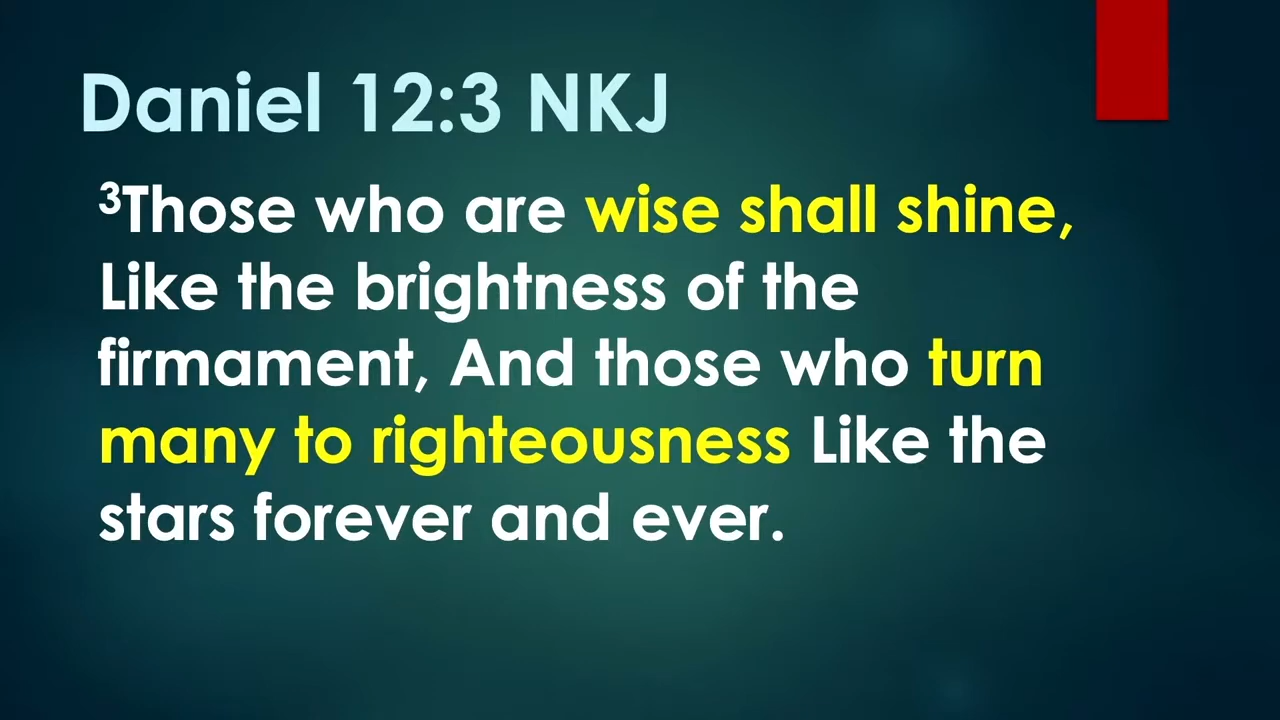 Daniel 12:3 NKJ
³Those who are wise shall shine,
Like the brightness of the
firmament, And those who turn
many to righteousness Like the
stars forever and ever.